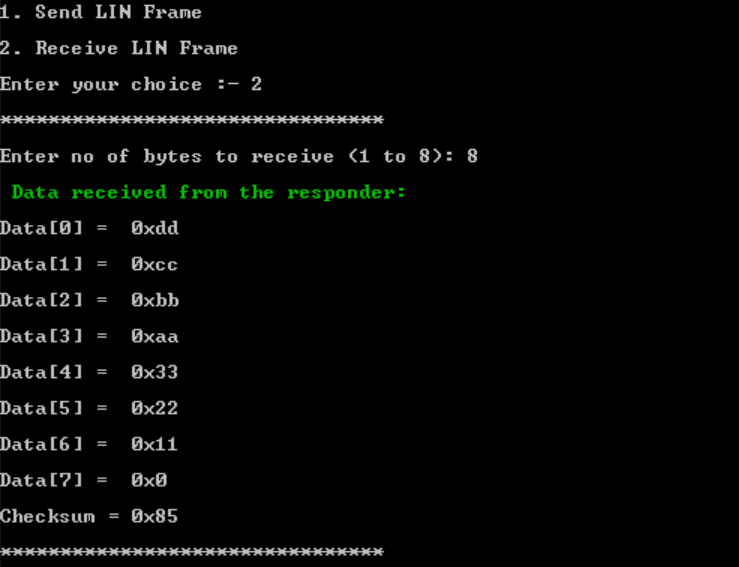 1. Send LIN Frame
2. Receive LIN Frame
Enter your choice :- 2
********************************
Enter no of bytes to receive (1 to 8): 8
Data received from the responder:
Data[0] =  0xdd
Data[1] =  0xcc
Data[2] =  0xbb
Data[3] =  0xaa
Data[4] =  0x33
Data[5] =  0x22
Data[6] =  0x11
Data[7] =  0x0
Checksum = 0x85
********************************